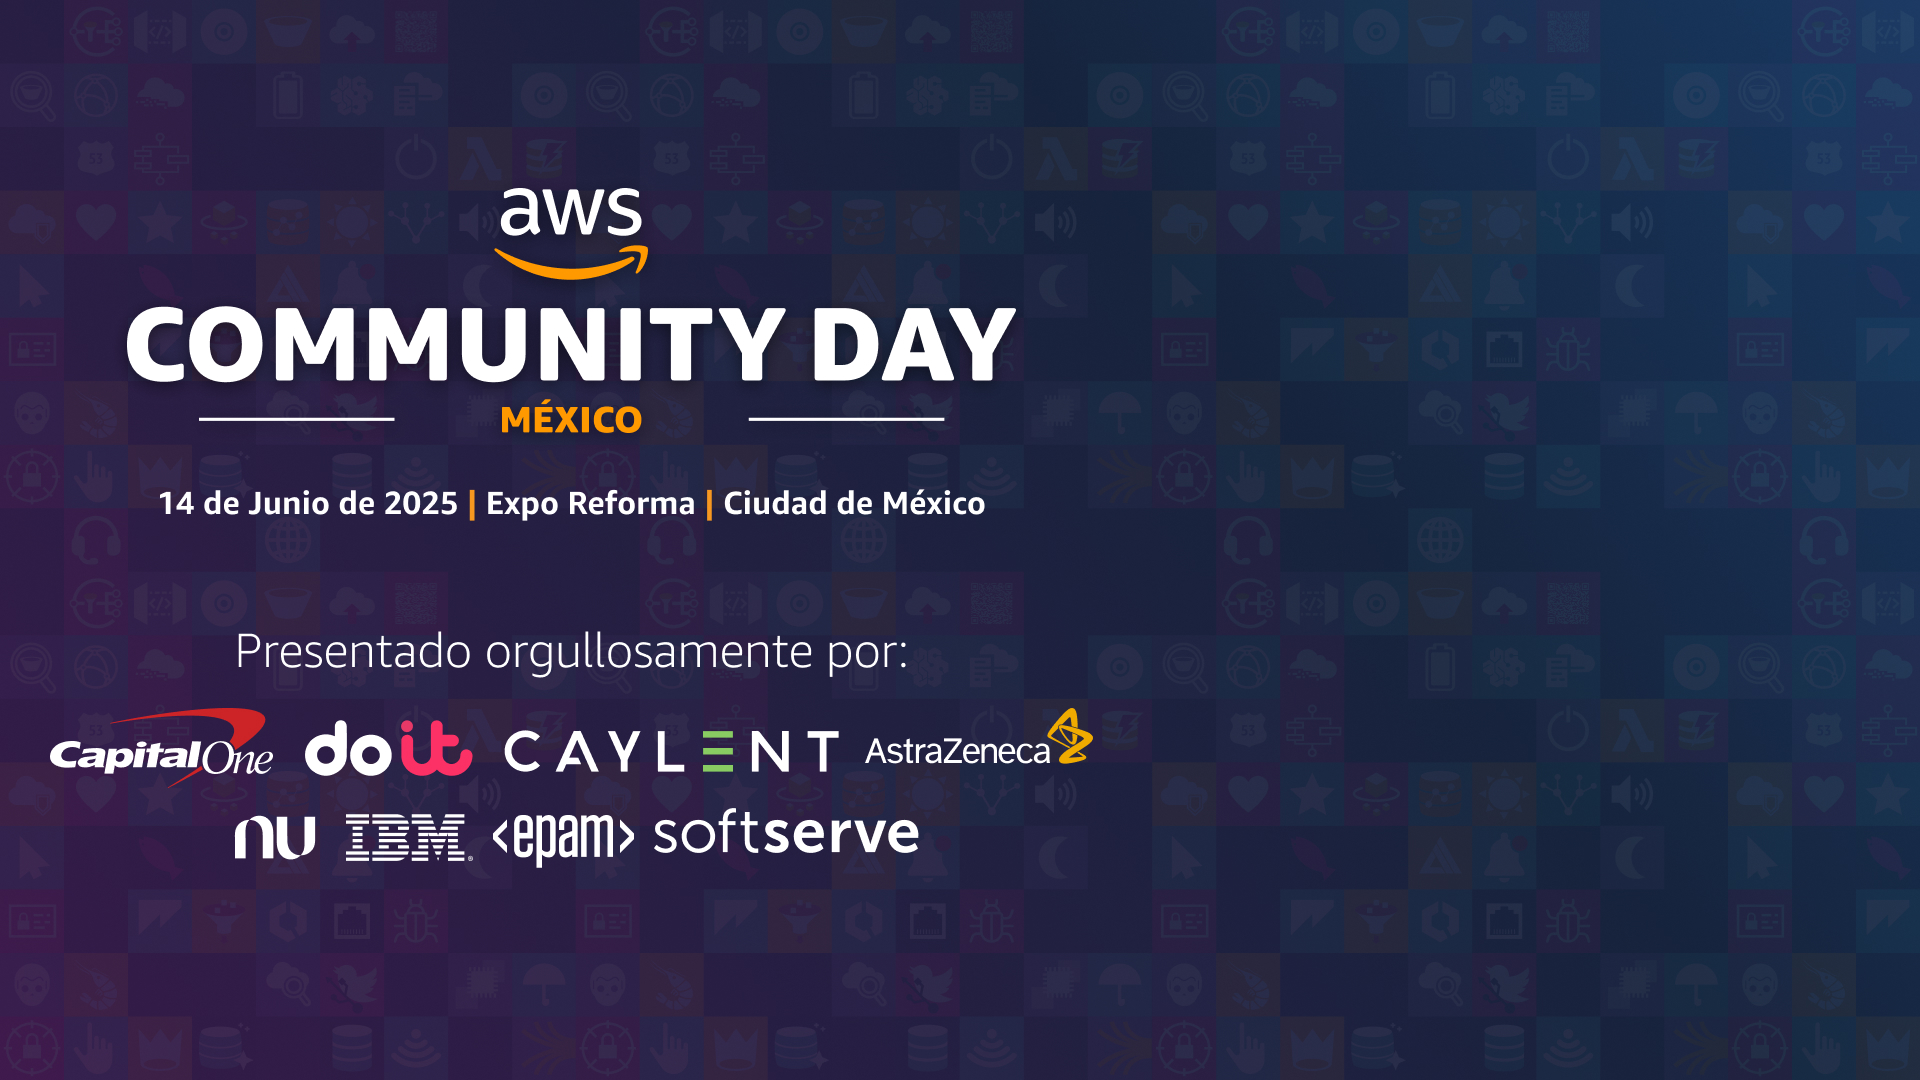 aws
COMMUNITY DAY
MÉXICO
14 de Junio de 2025 | Expo Reforma | Ciudad de México
Presentado orgullosamente por:
CapitalOne doit CAYLENT AstraZeneca
nu IBM <epam> softserve